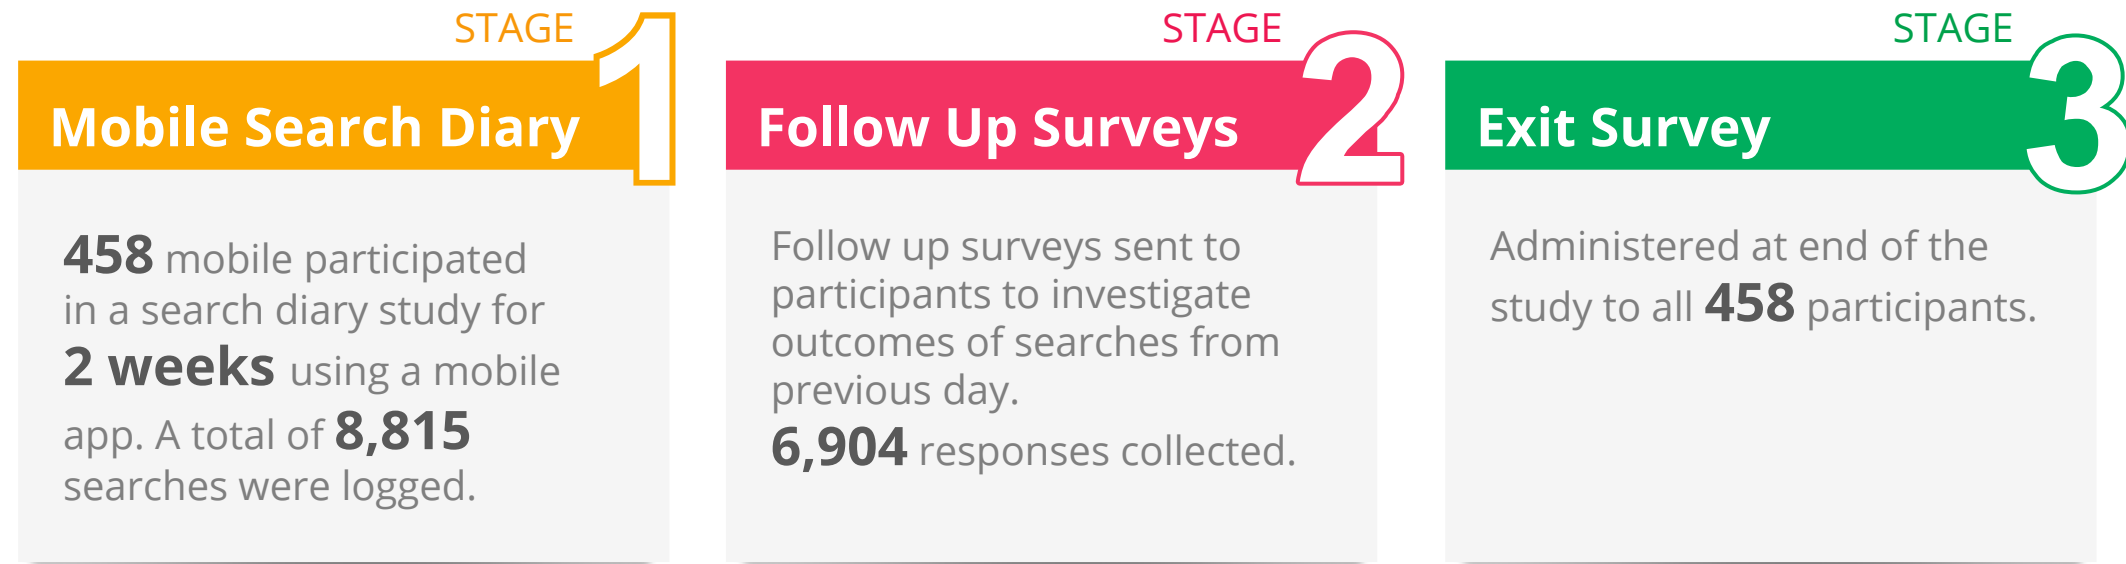 STAGE 1
Mobile Search Diary
458 mobile participated
in a search diary study for
2 weeks using a mobile
app. A total of 8,815
searches were logged.
STAGE 2
Follow Up Surveys
Follow up surveys sent to
participants to investigate
outcomes of searches from
previous day.
6,904 responses collected.
STAGE 3
Exit Survey
Administered at end of the
study to all 458 participants.